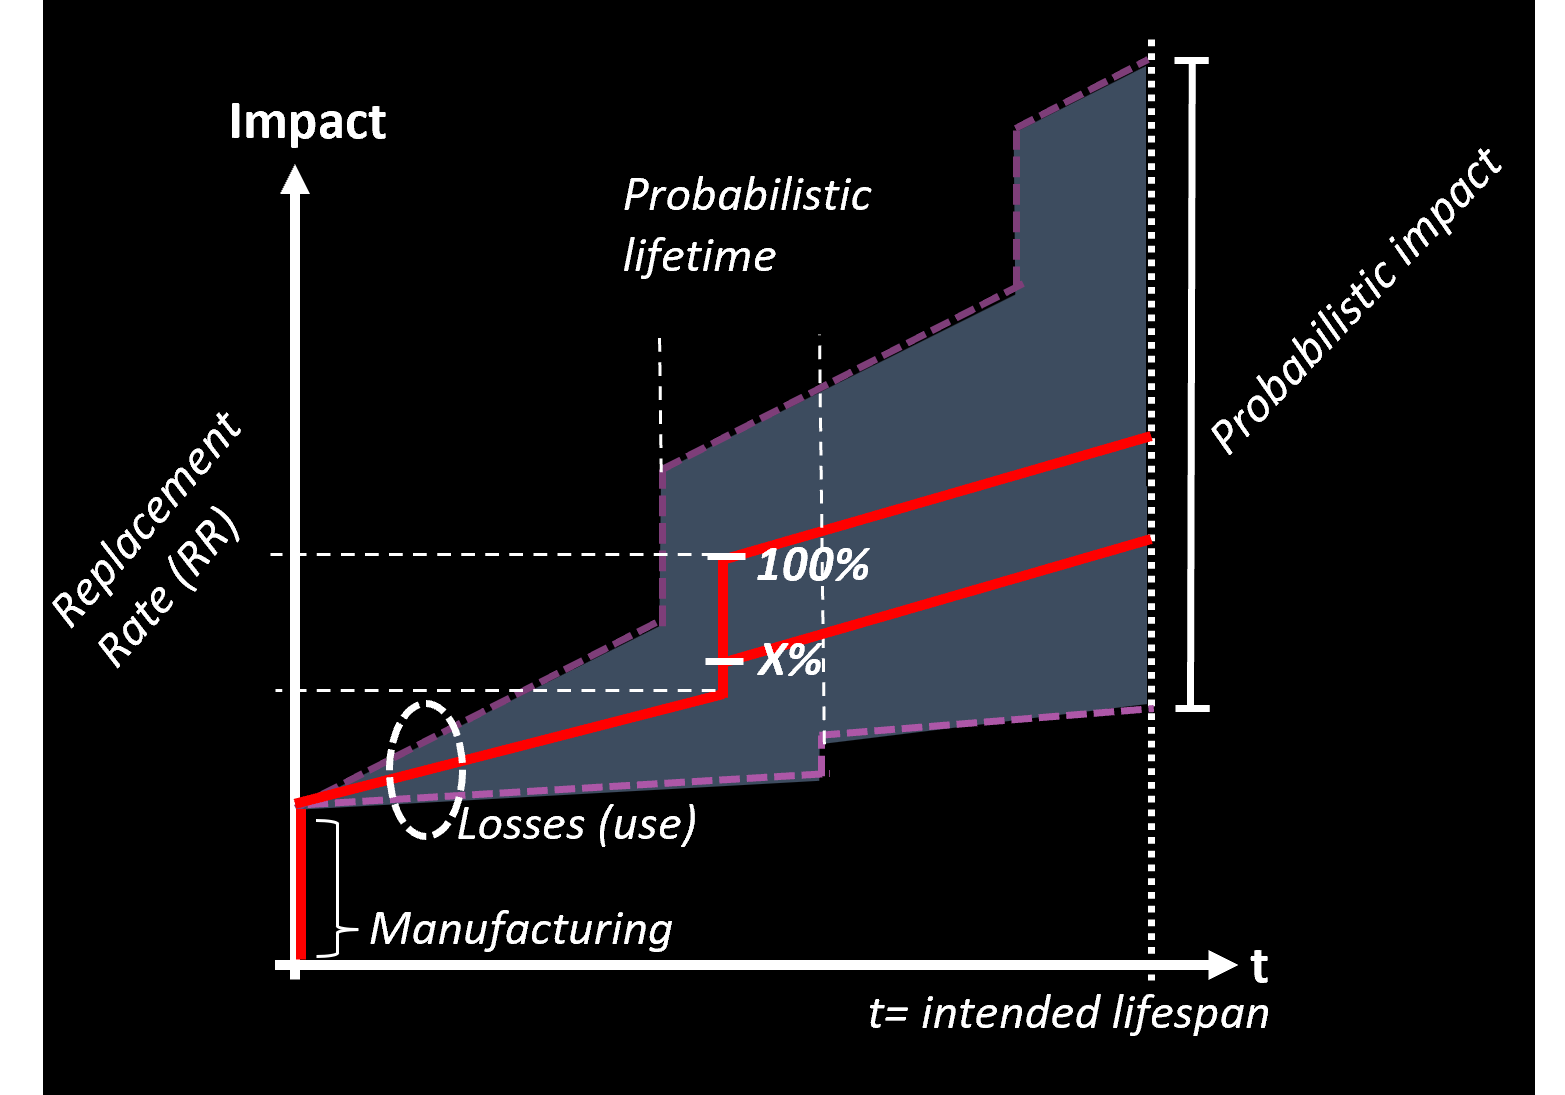 Impact
Probabilistic
lifetime
Probabilistic impact
Replacement
Rate (RR)
100%
X%
Losses (use)
Manufacturing
t
t= intended lifespan